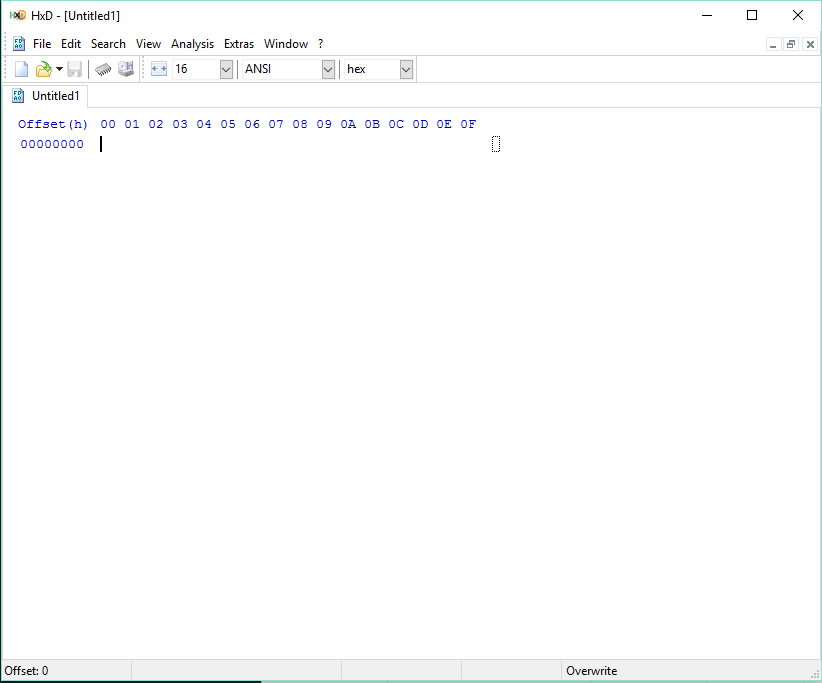 HxD - [Untitled1]
File Edit Search View Analysis Extras Window ?
16 ANSI hex
Untitled1
Offset(h) 00 01 02 03 04 05 06 07 08 09 0A 0B 0C 0D 0E 0F
00000000
Offset: 0 Overwrite